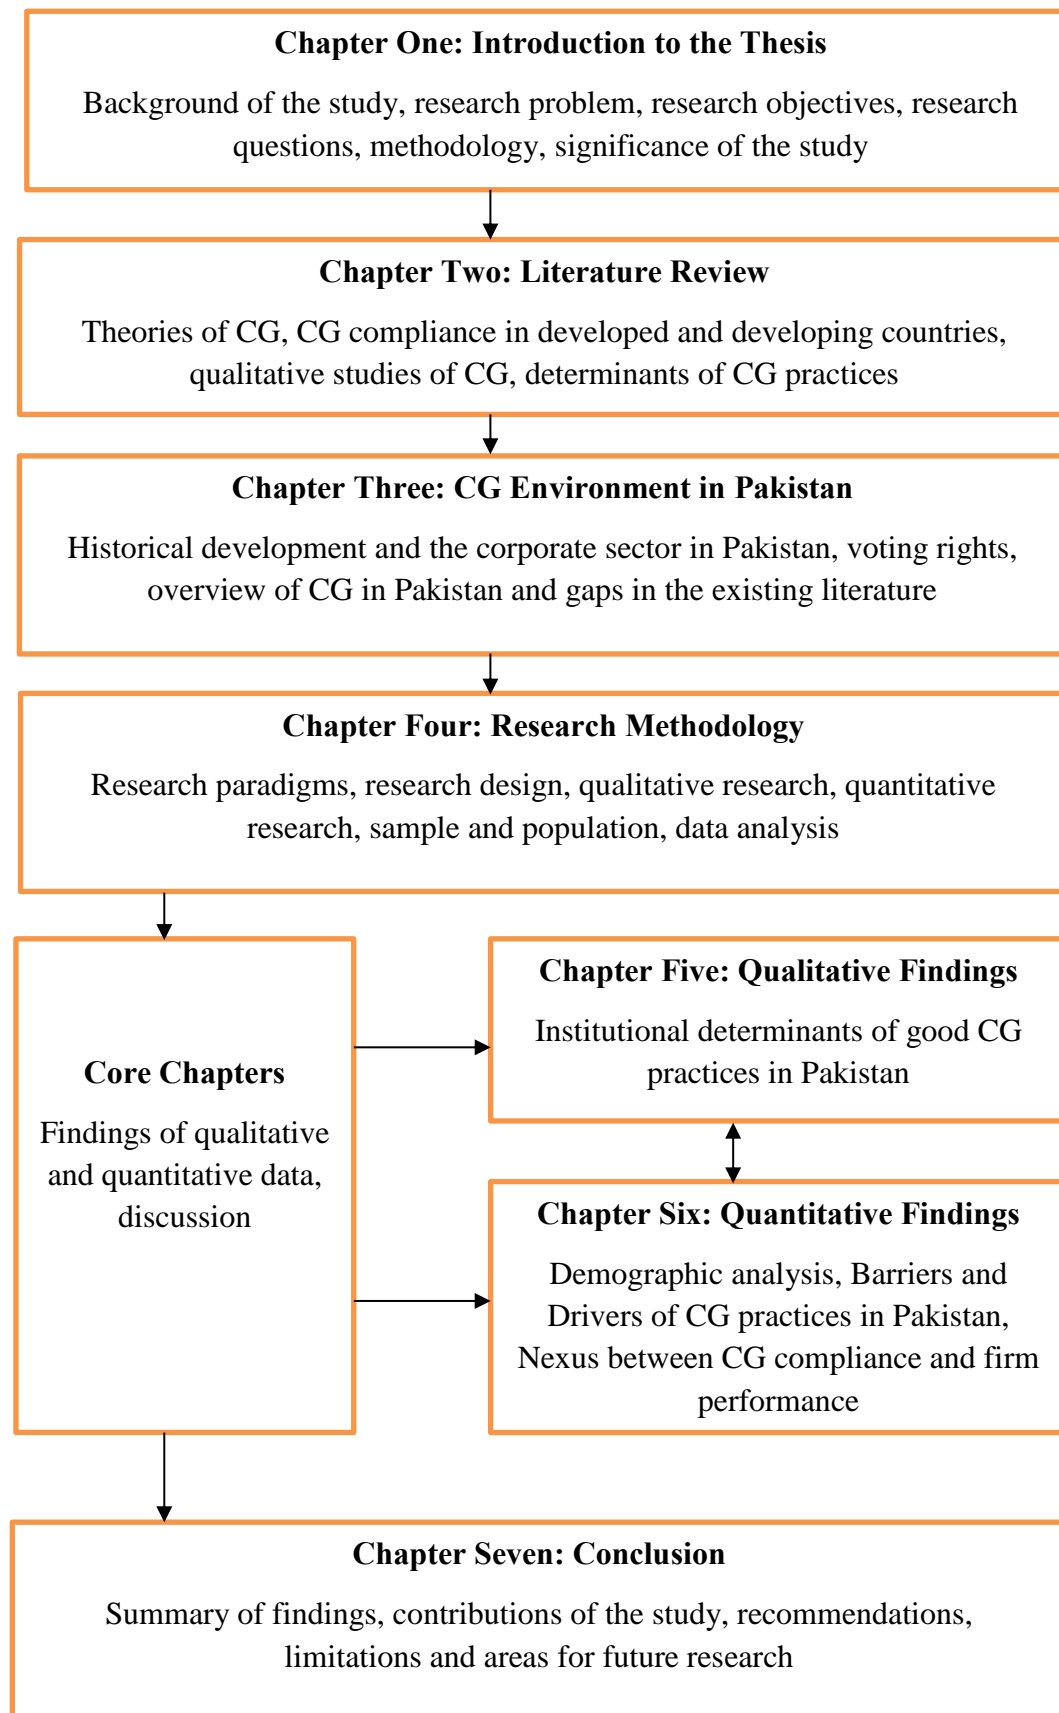 Chapter One: Introduction to the Thesis
Background of the study, research problem, research objectives, research
questions, methodology, significance of the study
Chapter Two: Literature Review
Theories of CG, CG compliance in developed and developing countries,
qualitative studies of CG, determinants of CG practices
Chapter Three: CG Environment in Pakistan
Historical development and the corporate sector in Pakistan, voting rights,
overview of CG in Pakistan and gaps in the existing literature
Chapter Four: Research Methodology
Research paradigms, research design, qualitative research, quantitative
research, sample and population, data analysis
Core Chapters
Findings of qualitative
and quantitative data,
discussion
Chapter Five: Qualitative Findings
Institutional determinants of good CG
practices in Pakistan
Chapter Six: Quantitative Findings
Demographic analysis, Barriers and
Drivers of CG practices in Pakistan,
Nexus between CG compliance and firm
performance
Chapter Seven: Conclusion
Summary of findings, contributions of the study, recommendations,
limitations and areas for future research